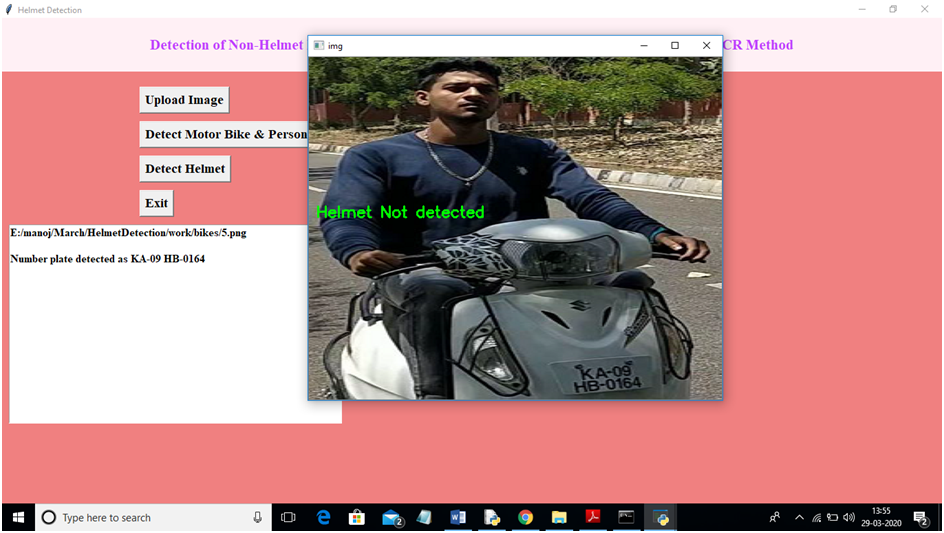 Helmet Detection
Detection of Non-Helmet
CR Method
img
Upload Image
Detect Motor Bike & Person
Detect Helmet
Exit
E:/manoj/March/HelmetDetection/work/bikes/5.png
Number plate detected as KA-09 HB-0164
Helmet Not detected
KA-09
HB-0164
Type here to search
2
13:55
29-03-2020
2